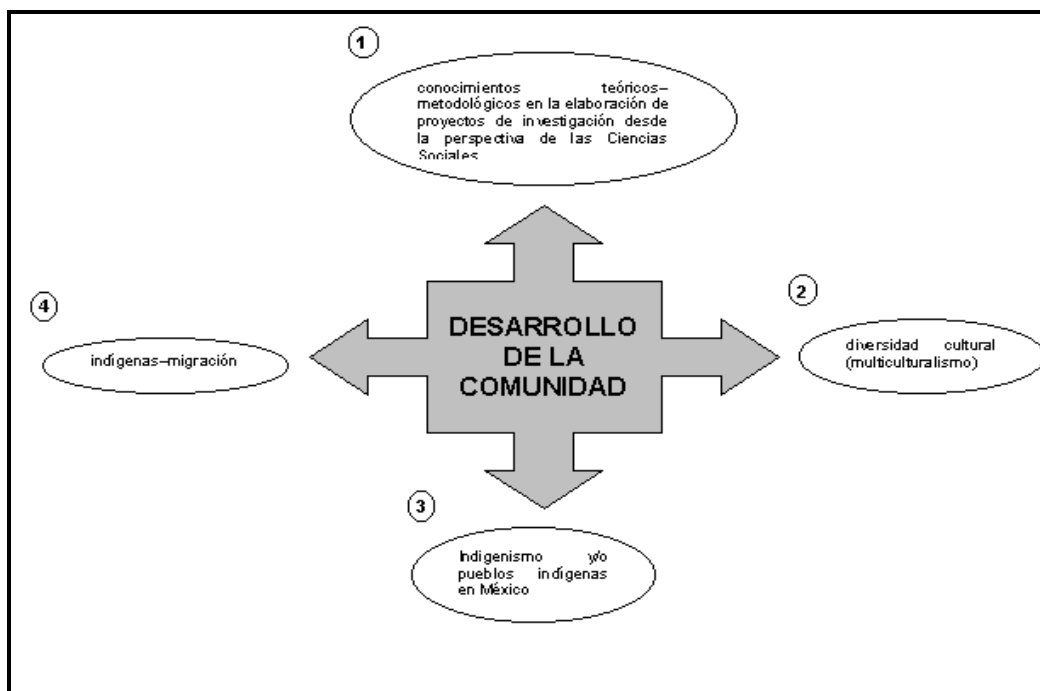 1
conocimientos teóricos–
metodológicos en la elaboración de
proyectos de investigación desde
la perspectiva de las Ciencias
Sociales
2
diversidad cultural
(multiculturalismo)
DESARROLLO
DE LA
COMUNIDAD
4
indígenas–migración
3
Indigenismo y/o
pueblos indígenas
en México